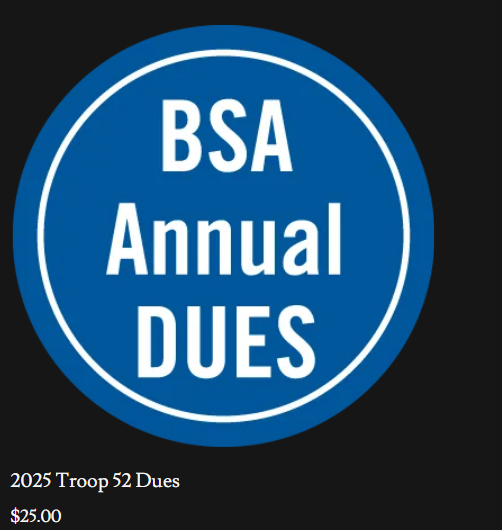 BSA
Annual
DUES
2025 Troop 52 Dues
$25.00